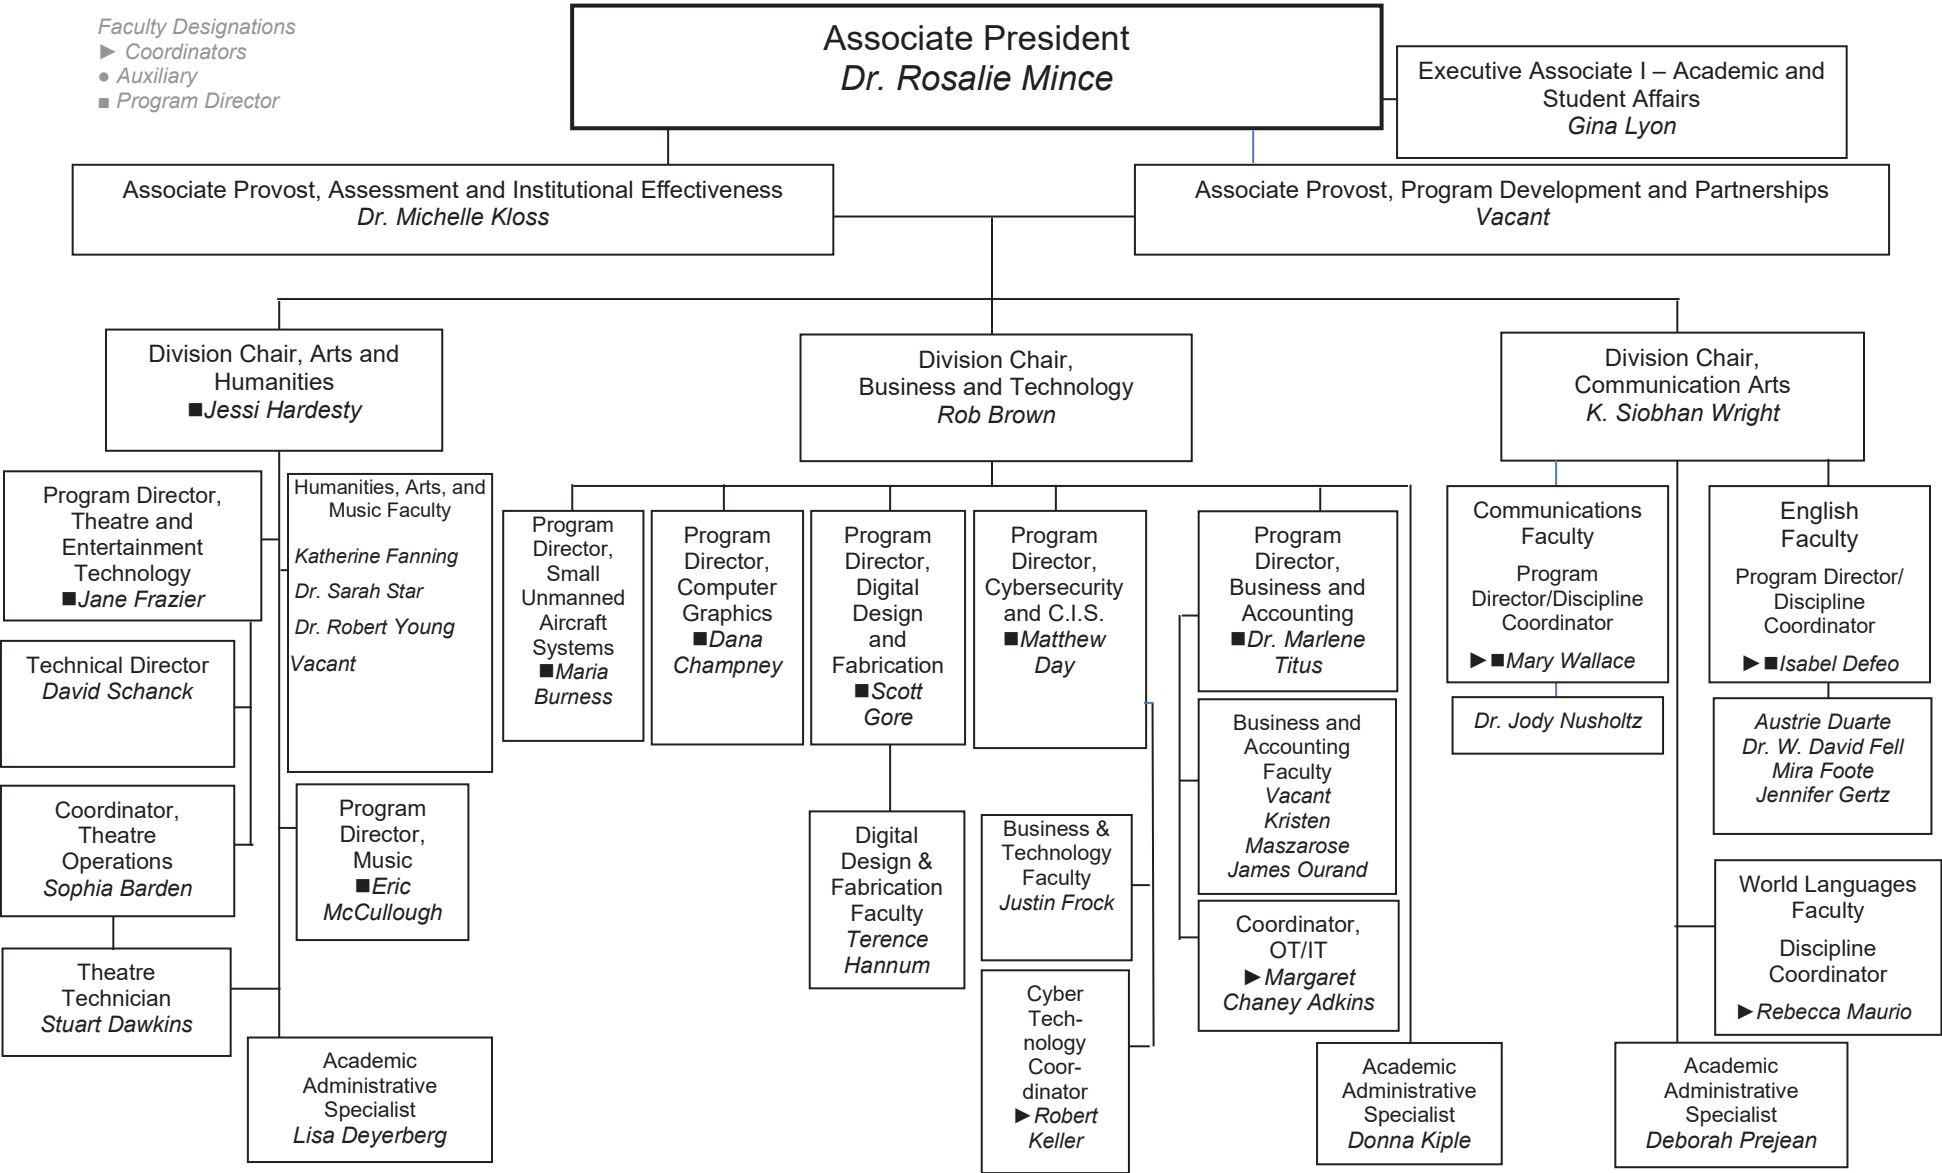 Faculty Designations
► Coordinators
● Auxiliary
■ Program Director
Associate President
Dr. Rosalie Mince
Executive Associate I – Academic and
Student Affairs
Gina Lyon
Associate Provost, Assessment and Institutional Effectiveness
Dr. Michelle Kloss
Associate Provost, Program Development and Partnerships
Vacant
Division Chair, Arts and
Humanities
■Jessi Hardesty
Division Chair,
Business and Technology
Rob Brown
Division Chair,
Communication Arts
K. Siobhan Wright
Program Director,
Theatre and
Entertainment
Technology
■Jane Frazier
Technical Director
David Schanck
Coordinator,
Theatre
Operations
Sophia Barden
Theatre
Technician
Stuart Dawkins
Humanities, Arts, and
Music Faculty
Katherine Fanning
Dr. Sarah Star
Dr. Robert Young
Vacant
Program
Director,
Music
■Eric
McCullough
Academic
Administrative
Specialist
Lisa Deyerberg
Program
Director,
Small
Unmanned
Aircraft
Systems
■Maria
Burness
Program
Director,
Computer
Graphics
■Dana
Champney
Program
Director,
Digital
Design
and
Fabrication
■Scott
Gore
Digital
Design &
Fabrication
Faculty
Terence
Hannum
Program
Director,
Cybersecurity
and C.I.S.
■Matthew
Day
Business &
Technology
Faculty
Justin Frock
Cyber
Tech-
nology
Coor-
dinator
►Robert
Keller
Program
Director,
Business and
Accounting
■Dr. Marlene
Titus
Business and
Accounting
Faculty
Vacant
Kristen
Maszarose
James Ourand
Coordinator,
OT/IT
►Margaret
Chaney Adkins
Academic
Administrative
Specialist
Donna Kiple
Communications
Faculty
Program
Director/Discipline
Coordinator
►■Mary Wallace
Dr. Jody Nusholtz
English
Faculty
Program Director/
Discipline
Coordinator
►■Isabel Defeo
Austrie Duarte
Dr. W. David Fell
Mira Foote
Jennifer Gertz
World Languages
Faculty
Discipline
Coordinator
►Rebecca Maurio
Academic
Administrative
Specialist
Deborah Prejean